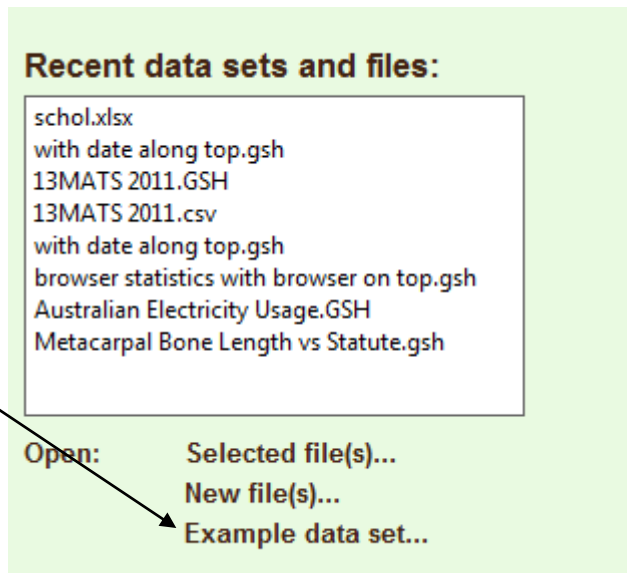 Recent data sets and files:
schol.xlsx
with date along top.gsh
13MATS 2011.GSH
13MATS 2011.csv
with date along top.gsh
browser statistics with browser on top.gsh
Australian Electricity Usage.GSH
Metacarpal Bone Length vs Statute.gsh
Open: Selected file(s)...
New file(s)...
Example data set...